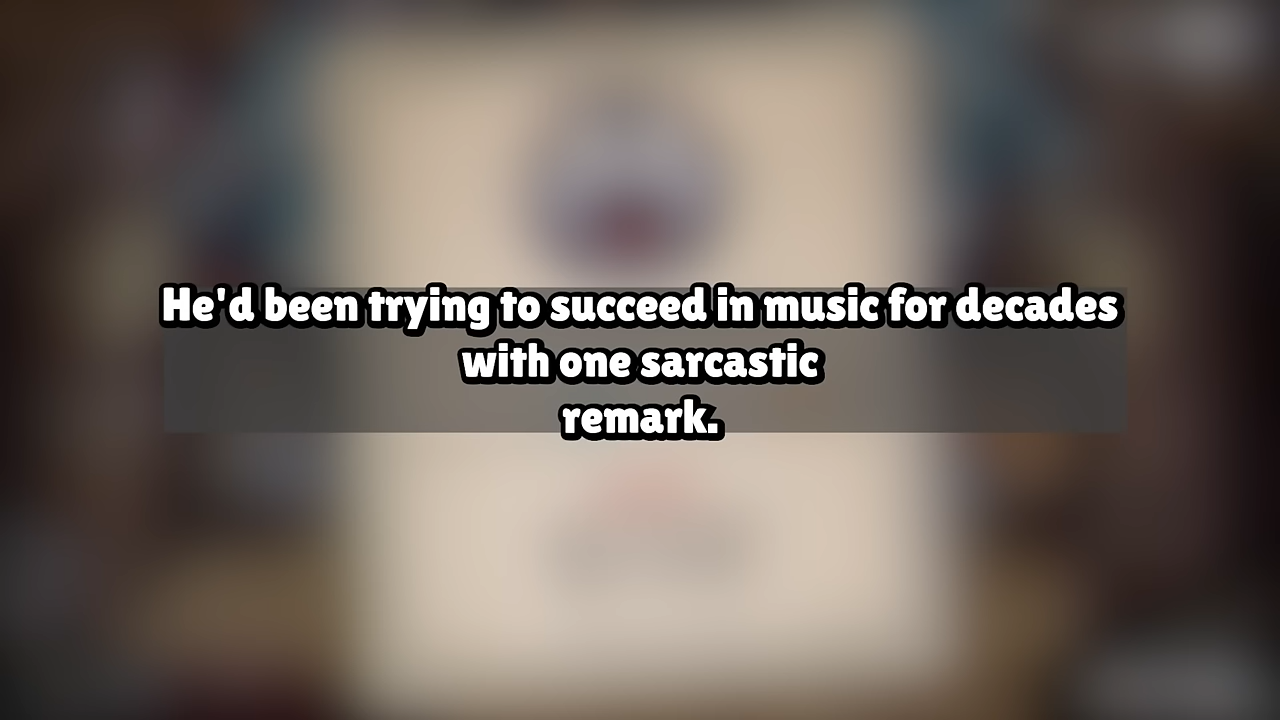 He'd been trying to succeed in music for decades
with one sarcastic
remark.